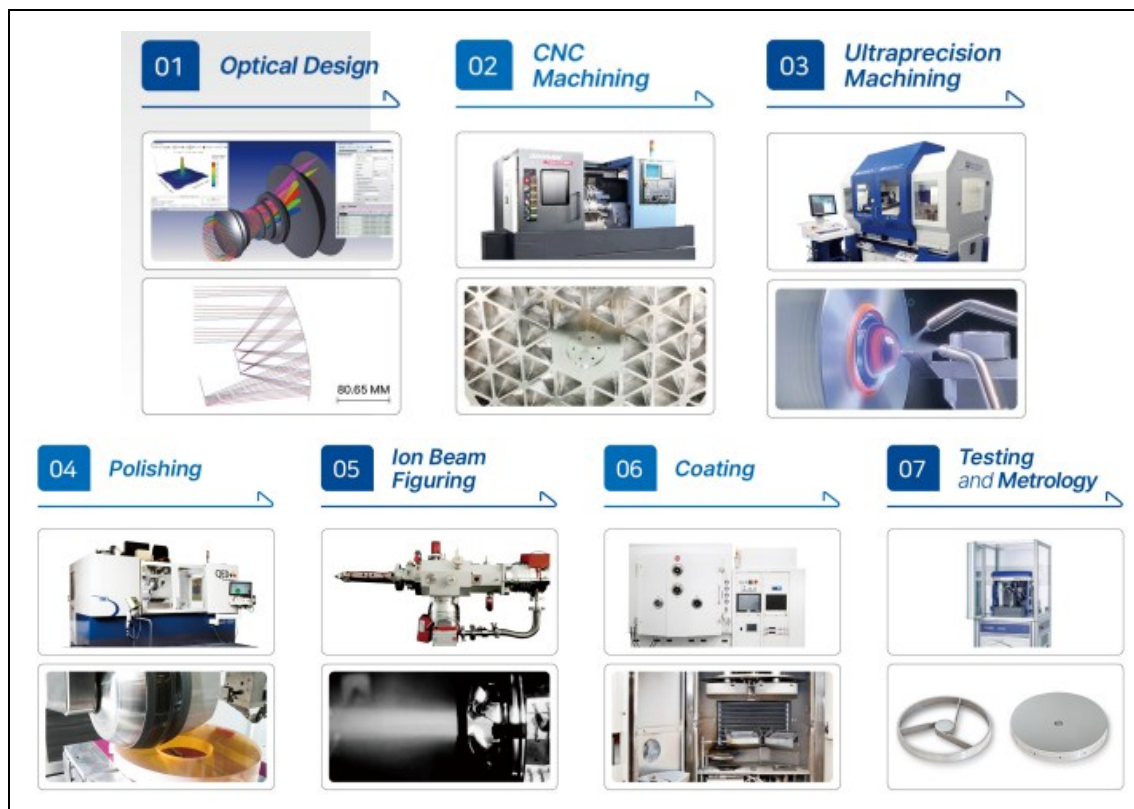 01
Optical Design
02
CNC
Machining
03
Ultraprecision
Machining
80.65 MM
04
Polishing
05
Ion Beam
Figuring
06
Coating
07
Testing
and Metrology
QED